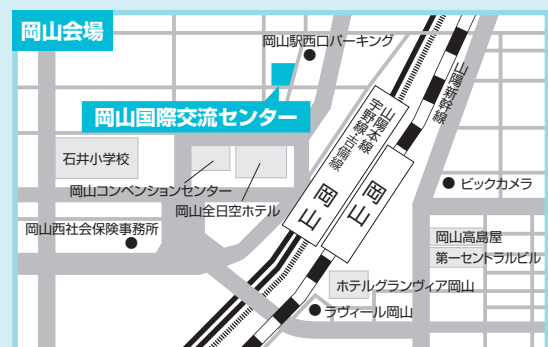 岡山会場
岡山駅西口パーキング
岡山国際交流センター
山陽新幹線
山陽本線
宇野線 吉備線
石井小学校
岡山
岡山
岡山コンベンションセンター
岡山全日空ホテル
ビックカメラ
岡山西社会保険事務所
岡山高島屋
第一セントラルビル
ホテルグランヴィア岡山
ラヴィール岡山